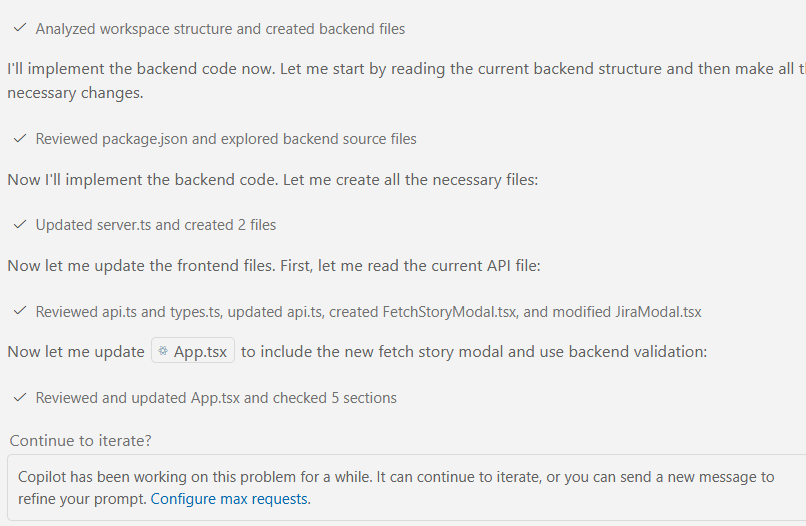 Analyzed workspace structure and created backend files
I'll implement the backend code now. Let me start by reading the current backend structure and then make all
necessary changes.
Reviewed package.json and explored backend source files
Now I'll implement the backend code. Let me create all the necessary files:
Updated server.ts and created 2 files
Now let me update the frontend files. First, let me read the current API file:
Reviewed api.ts and types.ts, updated api.ts, created FetchStoryModal.tsx, and modified JiraModal.tsx
Now let me update App.tsx to include the new fetch story modal and use backend validation:
Reviewed and updated App.tsx and checked 5 sections
Continue to iterate?
Copilot has been working on this problem for a while. It can continue to iterate, or you can send a new message to
refine your prompt. Configure max requests.